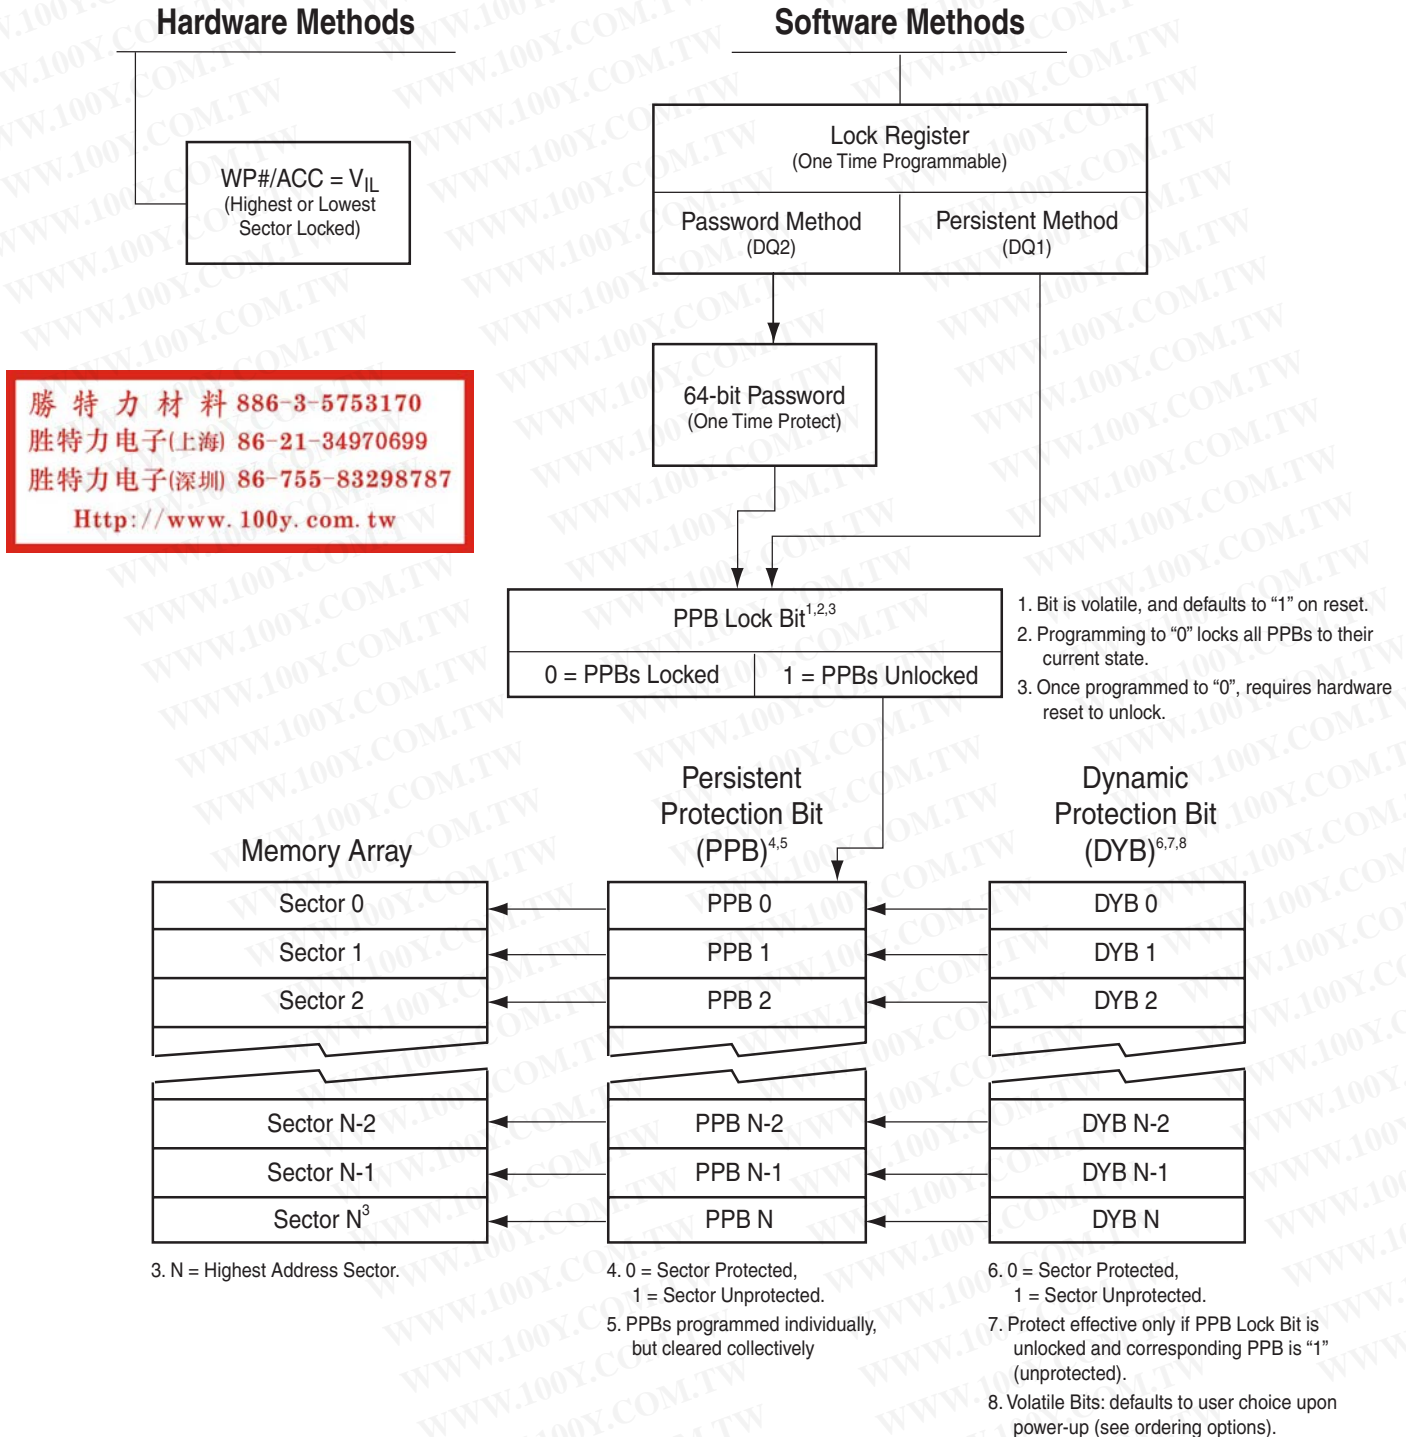 Hardware Methods
Software Methods
WP#/ACC = VIL
(Highest or Lowest
Sector Locked)
Lock Register
(One Time Programmable)
Password Method
(DQ2)
Persistent Method
(DQ1)
64-bit Password
(One Time Protect)
勝 特 力 材 料 886-3-5753170
胜特力电子(上海) 86-21-34970699
胜特力电子(深圳) 86-755-83298787
Http://www.100y.com.tw
PPB Lock Bit1,2,3
0 = PPBs Locked
1 = PPBs Unlocked
1. Bit is volatile, and defaults to “1” on reset.
2. Programming to “0” locks all PPBs to their
current state.
3. Once programmed to “0”, requires hardware
reset to unlock.
Memory Array
Persistent
Protection Bit
(PPB)4,5
Dynamic
Protection Bit
(DYB)6,7,8
Sector 0
PPB 0
DYB 0
Sector 1
PPB 1
DYB 1
Sector 2
PPB 2
DYB 2
Sector N-2
PPB N-2
DYB N-2
Sector N-1
PPB N-1
DYB N-1
Sector N3
PPB N
DYB N
3. N = Highest Address Sector.
4. 0 = Sector Protected,
1 = Sector Unprotected.
5. PPBs programmed individually,
but cleared collectively
6. 0 = Sector Protected,
1 = Sector Unprotected.
7. Protect effective only if PPB Lock Bit is
unlocked and corresponding PPB is “1”
(unprotected).
8. Volatile Bits: defaults to user choice upon
power-up (see ordering options).
WWW.100Y.COM.TW